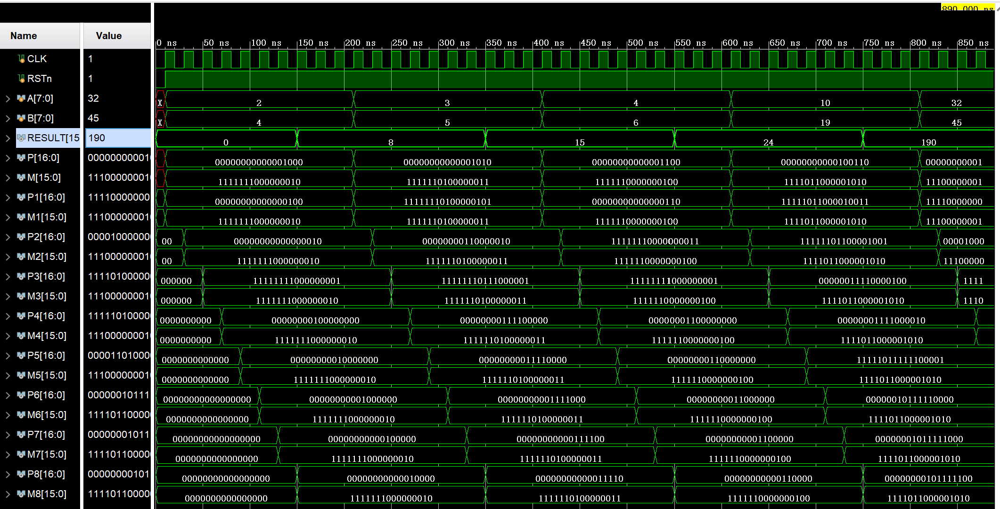 890.000 ns
Name Value
0 ns 50 ns 100 ns 150 ns 200 ns 250 ns 300 ns 350 ns 400 ns 450 ns 500 ns 550 ns 600 ns 650 ns 700 ns 750 ns 800 ns 850 ns
CLK 1
RSTn 1
A[7:0] 32 X 2 3 4 10 32
B[7:0] 45 X 4 5 6 19 45
RESULT[15 190 0 8 15 24 190
P[16:0] 00000000001 00000000000001000 00000000000001010 00000000000001100 00000000000100110 00000000001
M[15:0] 11100000001 1111111000000010 1111110100000011 1111110000000100 1111011000001010 11100000001
P1[16:0] 11110000000 00000000000000100 11111110100000101 00000000000000110 11111011000010011 11110000000
M1[15:0] 11100000001 1111111000000010 1111110100000011 1111110000000100 1111011000001010 11100000001
P2[16:0] 00001000000 00 00000000000000010 00000000110000010 11111110000000011 11111101100001001 00001000
M2[15:0] 11100000001 00 1111111000000010 1111110100000011 1111110000000100 1111011000001010 11100000
P3[16:0] 11110100000 000000 11111111000000001 11111110111000001 11111111000000001 00000011110000100 1111
M3[15:0] 11100000001 000000 1111111000000010 1111110100000011 1111110000000100 1111011000001010 1110
P4[16:0] 11111010000 0000000000 00000000100000000 00000000111100000 00000001100000000 00000001111000010
M4[15:0] 11100000001 0000000000 1111111000000010 1111110100000011 1111110000000100 1111011000001010
P5[16:0] 00001101000 0000000000000 00000000010000000 00000000011110000 00000000110000000 11111011111100001
M5[15:0] 11100000001 0000000000000 1111111000000010 1111110100000011 1111110000000100 1111011000001010
P6[16:0] 00000010111 00000000000000000 00000000001000000 00000000001111000 00000000011000000 00000010111110000
M6[15:0] 11110110000 0000000000000000 1111111000000010 1111110100000011 1111110000000100 1111011000001010
P7[16:0] 00000001011 00000000000000000 00000000000100000 00000000000111100 00000000001100000 00000001011111000
M7[15:0] 11110110000 0000000000000000 1111111000000010 1111110100000011 1111110000000100 1111011000001010
P8[16:0] 00000000101 00000000000000000 00000000000010000 00000000000011110 00000000000110000 00000000101111100
M8[15:0] 11110110000 0000000000000000 1111111000000010 1111110100000011 1111110000000100 1111011000001010